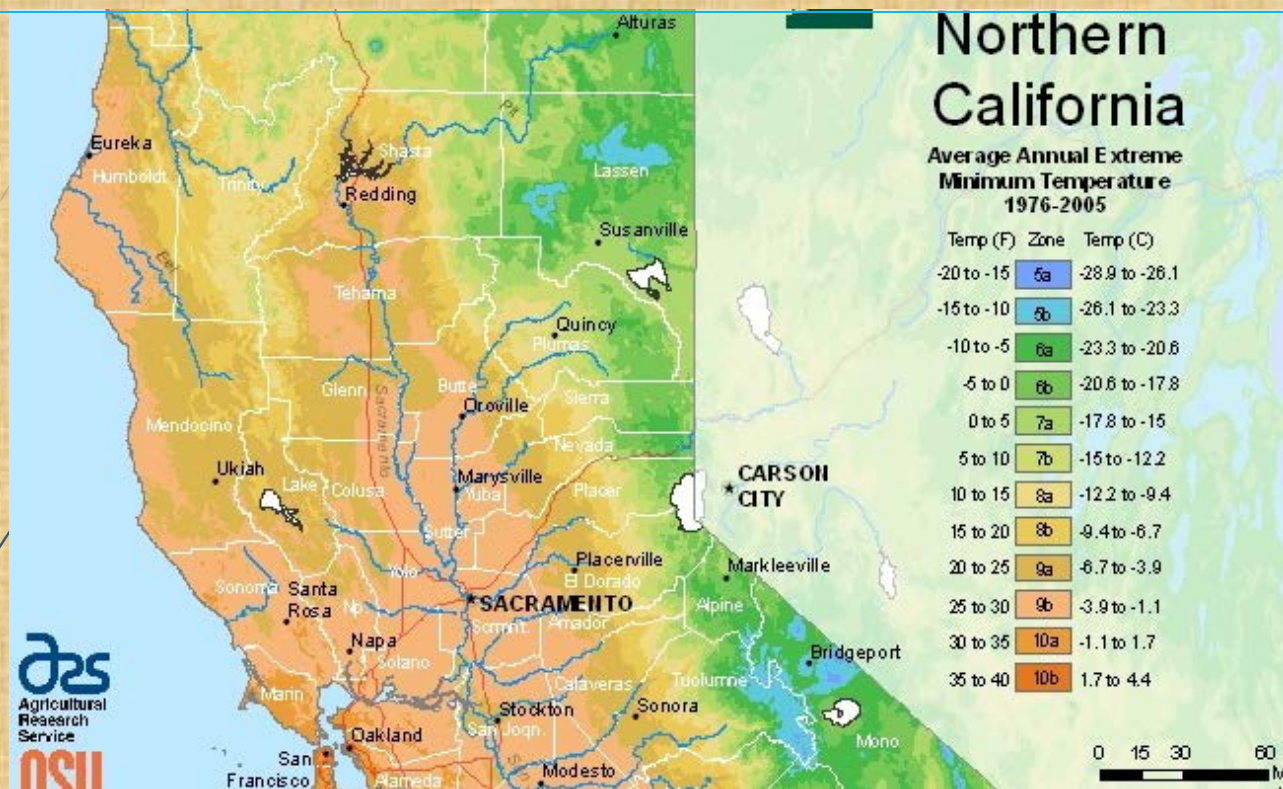 Northern
California
Average Annual Extreme
Minimum Temperature
1976-2005
Temp (F) Zone Temp (C)
-20 to -15 5a -28.9 to -26.1
-15 to -10 5b -26.1 to -23.3
-10 to -5 6a -23.3 to -20.6
-5 to 0 6b -20.6 to -17.8
0 to 5 7a -17.8 to -15
5 to 10 7b -15 to -12.2
10 to 15 8a -12.2 to -9.4
15 to 20 8b -9.4 to -6.7
20 to 25 9a -6.7 to -3.9
25 to 30 9b -3.9 to -1.1
30 to 35 10a -1.1 to 1.7
35 to 40 10b 1.7 to 4.4
0 15 30 60
Alturas
Pit
Eureka
Humboldt
Trinity
Shasta
Redding
Lassen
Susanville
Eel
Tehama
Quincy
Plumas
Glenn
Butte
Sacramento
Oroville
Sierra
Mendocino
Nevada
Ukiah
Lake
Colusa
Marysville
Yuba
Placer
CARSON
CITY
Sutter
Placerville
El Dorado
Markleeville
Yolo
Sonoma
Santa
Rosa
Np
SACRAMENTO
Scrmnt.
Amador
Alpine
Napa
Solano
Bridgeport
Calaveras
Tuolumne
Marin
Stockton
San Joqn.
Sonora
Mono
Oakland
San
Francisco
Alameda
Modesto
ars
Agricultural
Research
Service
OSU